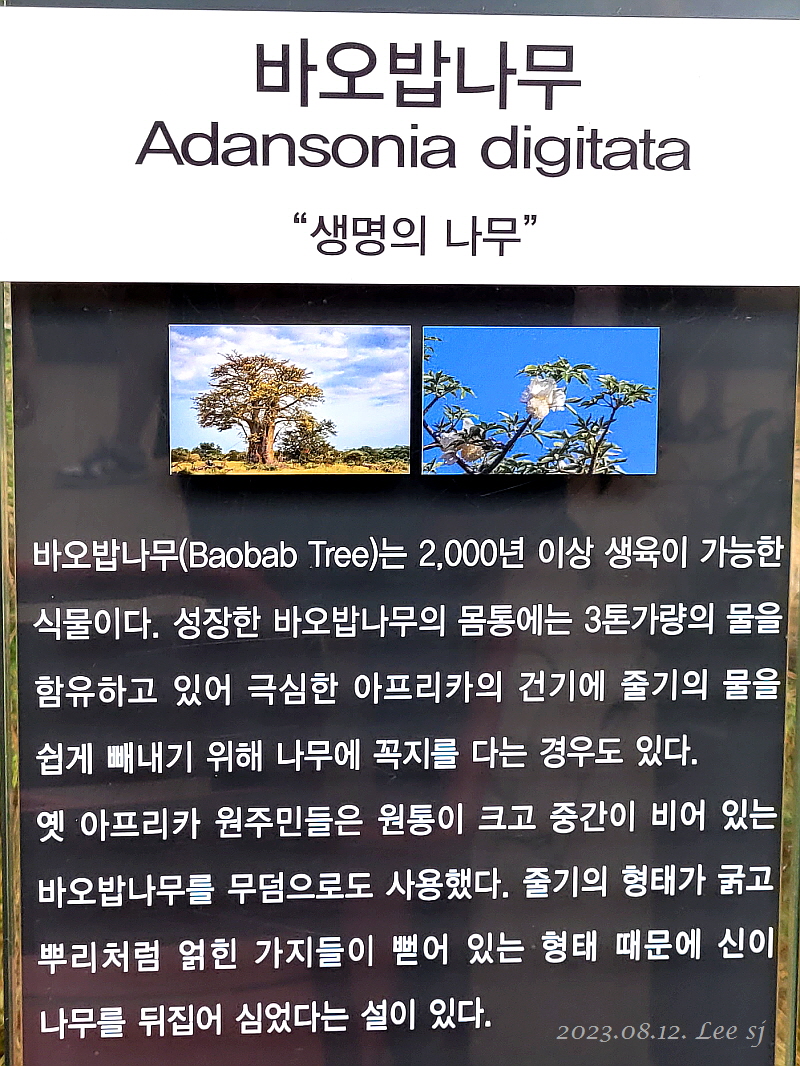 바오밥나무
Adansonia digitata
“생명의 나무”
바오밥나무(Baobab Tree)는 2,000년 이상 생육이 가능한
식물이다. 성장한 바오밥나무의 몸통에는 3톤가량의 물을
함유하고 있어 극심한 아프리카의 건기에 줄기의 물을
쉽게 빼내기 위해 나무에 꼭지를 다는 경우도 있다.
옛 아프리카 원주민들은 원통이 크고 중간이 비어 있는
바오밥나무를 무덤으로도 사용했다. 줄기의 형태가 굵고
뿌리처럼 얽힌 가지들이 뻗어 있는 형태 때문에 신이
나무를 뒤집어 심었다는 설이 있다.
2023.08.12. Lee sj